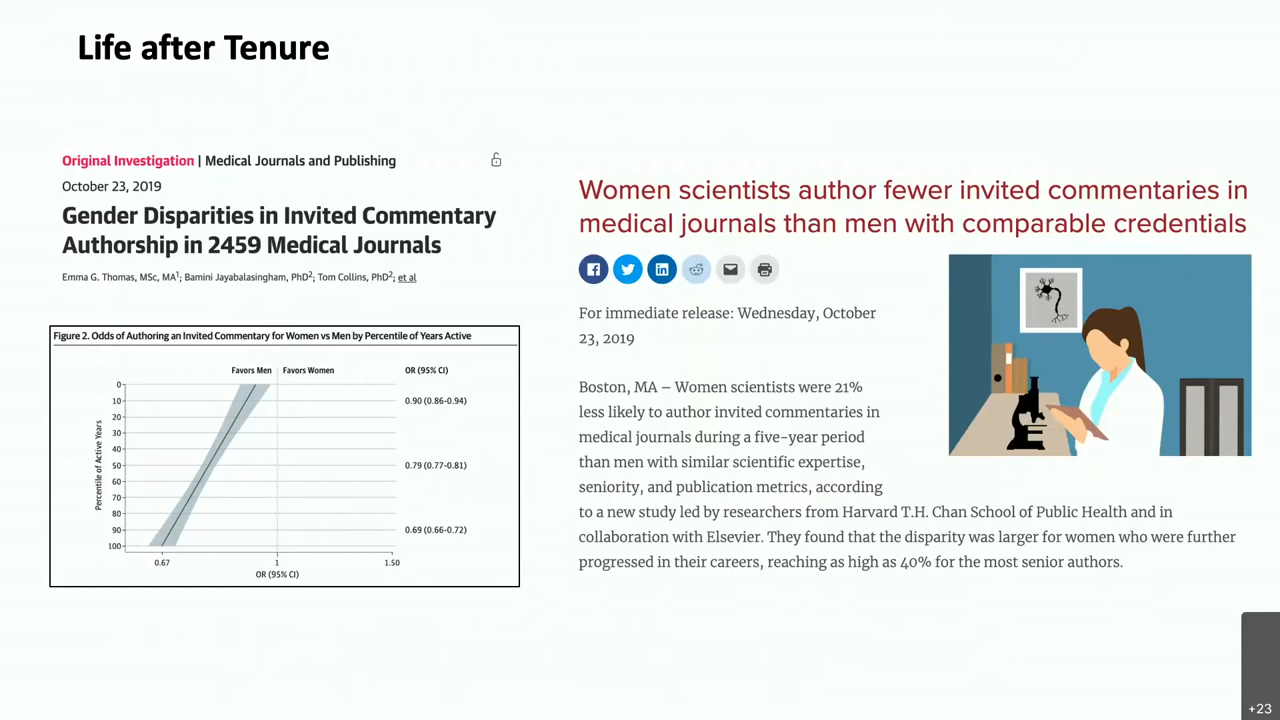 Life after Tenure
Original Investigation | Medical Journals and Publishing
October 23, 2019
Gender Disparities in Invited Commentary
Authorship in 2459 Medical Journals
Emma G. Thomas, MSc, MA1; Bamini Jayabalasingham, PhD2; Tom Collins, PhD2; et al
Figure 2. Odds of Authoring an Invited Commentary for Women vs Men by Percentile of Years Active
Favors Men Favors Women OR (95% CI)
0
10 0.90 (0.86-0.94)
20
30
40
50 0.79 (0.77-0.81)
60
70
80
90 0.69 (0.66-0.72)
100
Percentile of Active Years
0.67 1 1.50
OR (95% CI)
Women scientists author fewer invited commentaries in
medical journals than men with comparable credentials
For immediate release: Wednesday, October
23, 2019
Boston, MA – Women scientists were 21%
less likely to author invited commentaries in
medical journals during a five-year period
than men with similar scientific expertise,
seniority, and publication metrics, according
to a new study led by researchers from Harvard T.H. Chan School of Public Health and in
collaboration with Elsevier. They found that the disparity was larger for women who were further
progressed in their careers, reaching as high as 40% for the most senior authors.
+23